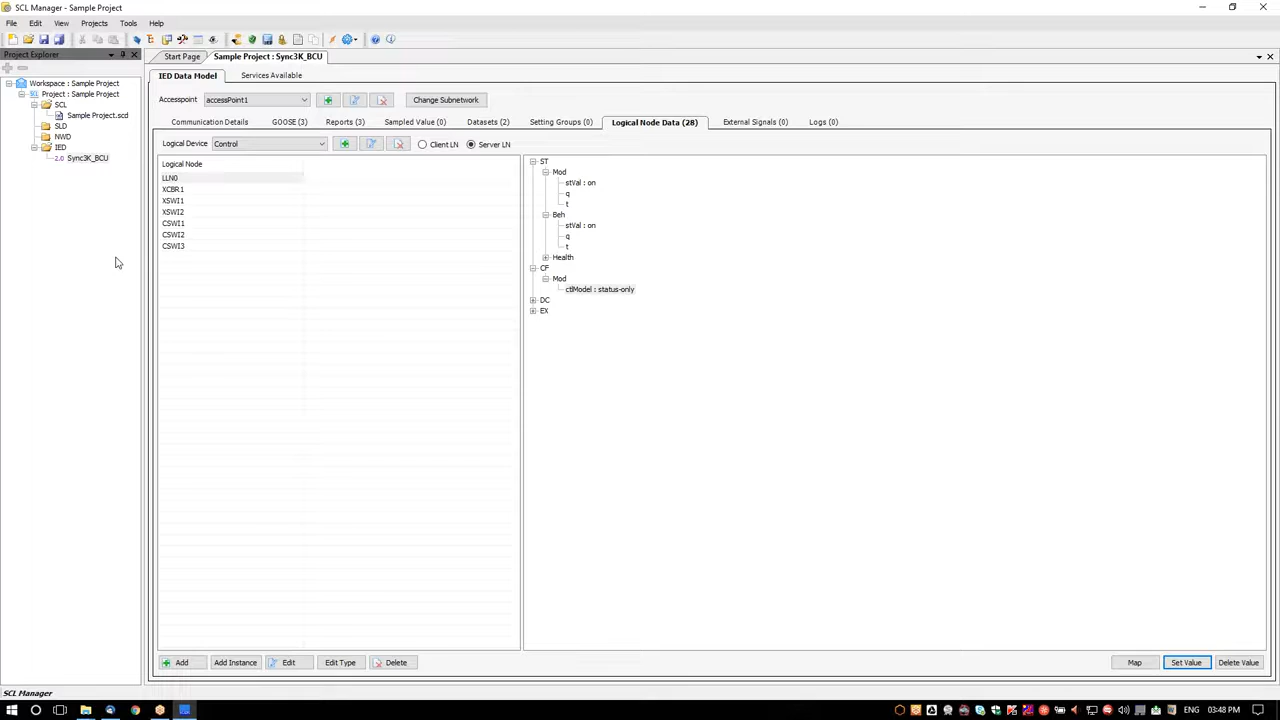 SCL Manager - Sample Project
File Edit View Projects Tools Help
Project Explorer
Workspace : Sample Project
Project : Sample Project
SCL
Sample Project.scd
SLD
NWD
IED
2.0 Sync3K_BCU
Start Page Sample Project : Sync3K_BCU
IED Data Model Services Available
Accesspoint accessPoint1 Change Subnetwork
Communication Details GOOSE (3) Reports (3) Sampled Value (0) Datasets (2) Setting Groups (0) Logical Node Data (28) External Signals (0) Logs (0)
Logical Device Control Client LN Server LN
Logical Node
LLN0
XCBR1
XSWI1
XSWI2
CSWI1
CSWI2
CSWI3
ST
Mod
stVal : on
q
t
Beh
stVal : on
q
t
Health
CF
Mod
ctlModel : status-only
DC
EX
Add Add Instance Edit Edit Type Delete Map Set Value Delete Value
SCL Manager
ENG 03:48 PM